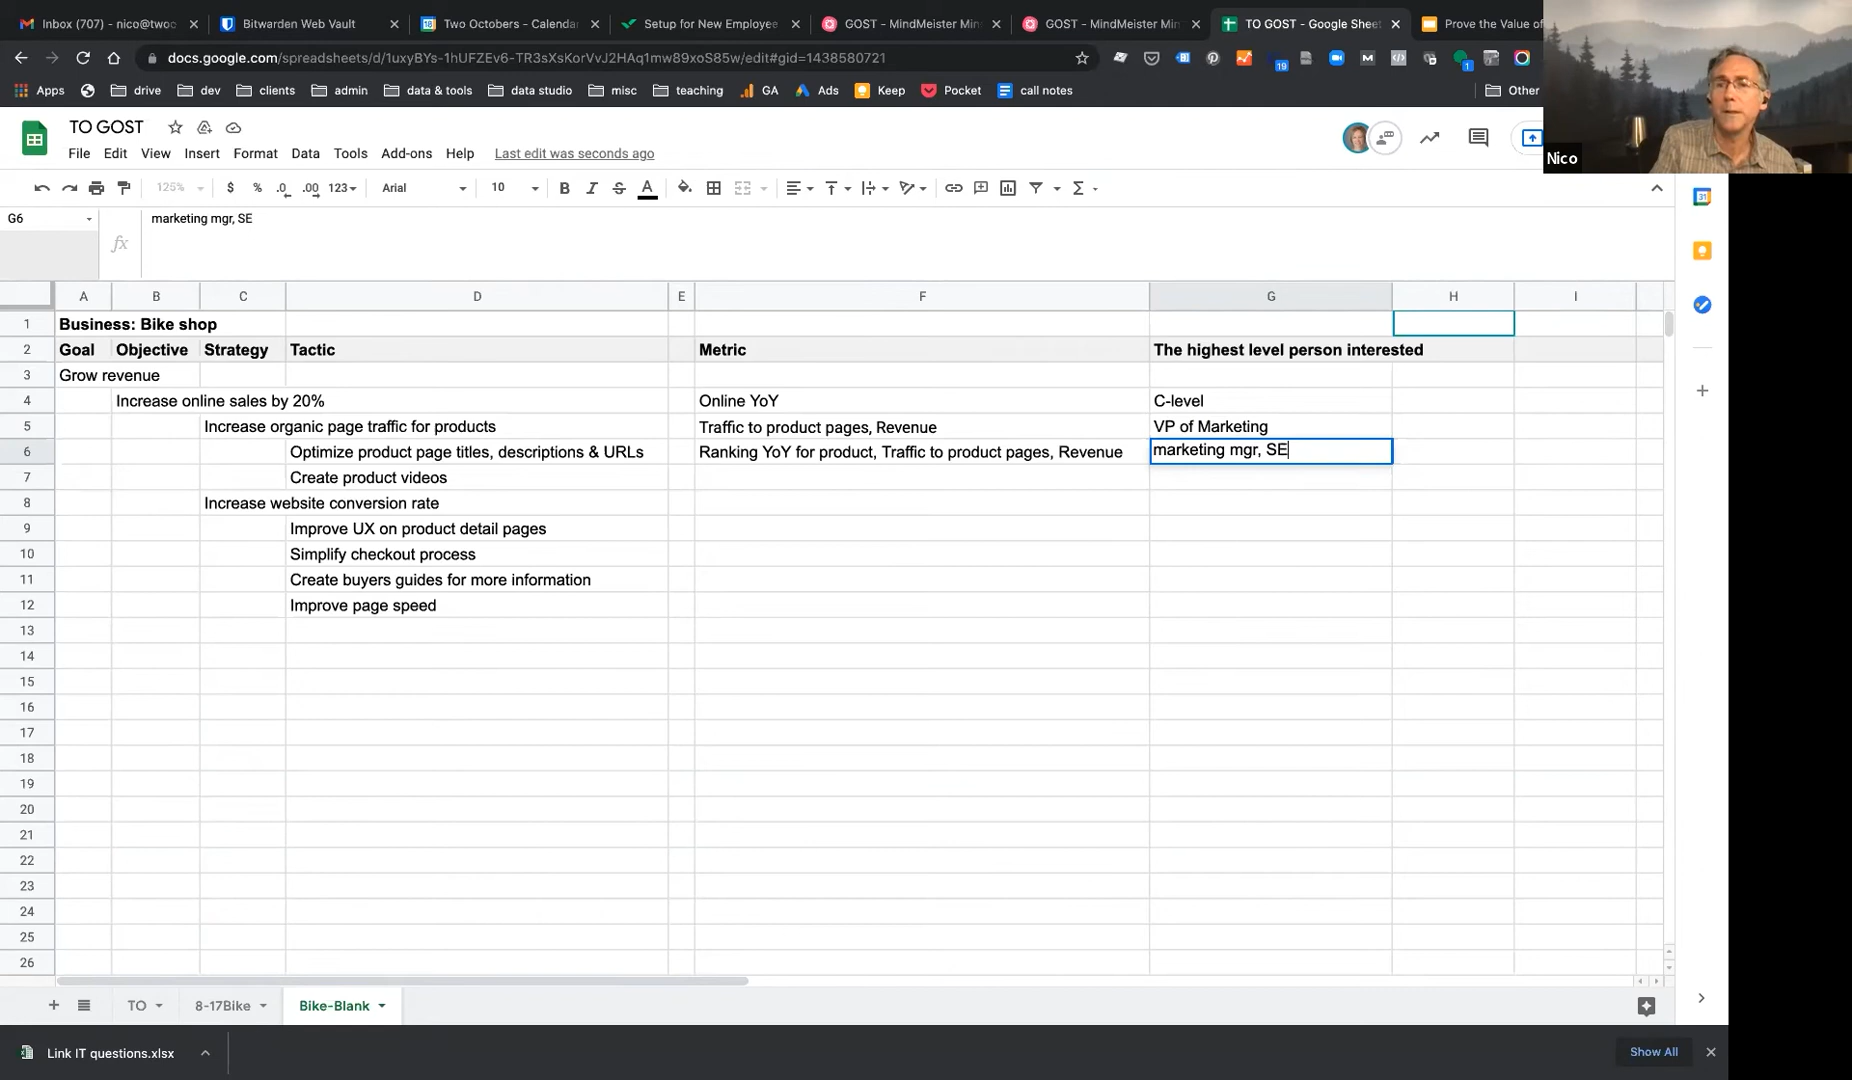 Inbox (707) - nico@twoo
Bitwarden Web Vault
Two Octobers - Calenda
Setup for New Employee
GOST - MindMeister Min
GOST - MindMeister Min
TO GOST - Google Sheet
Prove the Value of
docs.google.com/spreadsheets/d/1uxyBYs-1hUFZEv6-TR3sXsKorVvJ2HAq1mw89xoS85w/edit#gid=1438580721
19
1
Apps
drive
dev
clients
admin
data & tools
data studio
misc
teaching
GA
Ads
Keep
Pocket
call notes
Other
Nico
TO GOST
File Edit View Insert Format Data Tools Add-ons Help Last edit was seconds ago
125% $ % .0 .00 123 Arial 10 B I S A
G6 marketing mgr, SE
fx
A B C D E F G H I
1 Business: Bike shop
2 Goal Objective Strategy Tactic Metric The highest level person interested
3 Grow revenue
4 Increase online sales by 20% Online YoY C-level
5 Increase organic page traffic for products Traffic to product pages, Revenue VP of Marketing
6 Optimize product page titles, descriptions & URLs Ranking YoY for product, Traffic to product pages, Revenue marketing mgr, SE
7 Create product videos
8 Increase website conversion rate
9 Improve UX on product detail pages
10 Simplify checkout process
11 Create buyers guides for more information
12 Improve page speed
13
14
15
16
17
18
19
20
21
22
23
24
25
26
TO 8-17Bike Bike-Blank
Link IT questions.xlsx
Show All